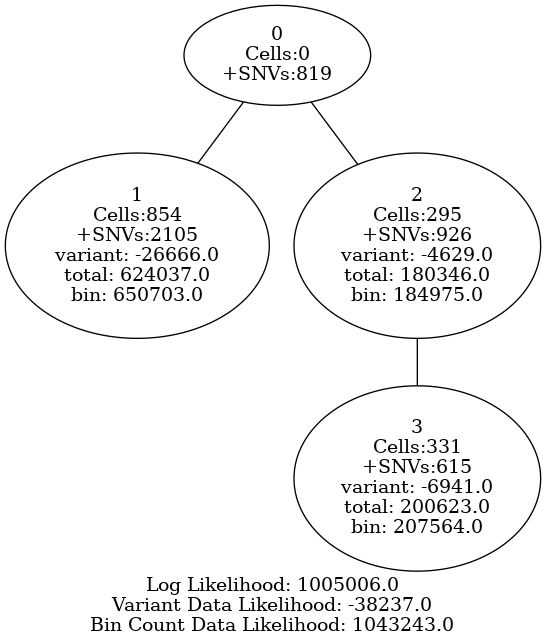 0
Cells:0
+SNVs:819
1
Cells:854
+SNVs:2105
variant: -26666.0
total: 624037.0
bin: 650703.0
2
Cells:295
+SNVs:926
variant: -4629.0
total: 180346.0
bin: 184975.0
3
Cells:331
+SNVs:615
variant: -6941.0
total: 200623.0
bin: 207564.0
Log Likelihood: 1005006.0
Variant Data Likelihood: -38237.0
Bin Count Data Likelihood: 1043243.0